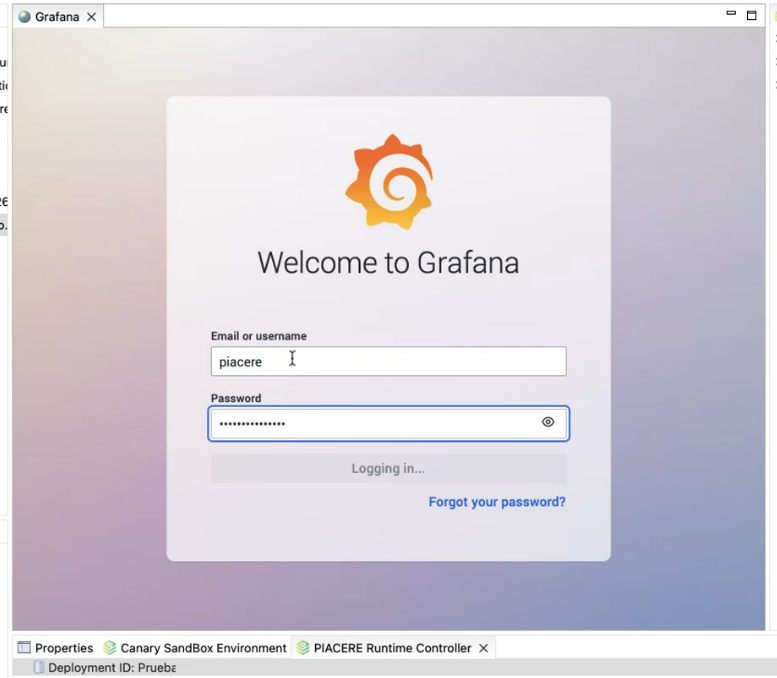 Grafana
Welcome to Grafana
Email or username
piacere
Password
•••••••••••••••
Logging in...
Forgot your password?
Properties Canary SandBox Environment PIACERE Runtime Controller
Deployment ID: Prueba